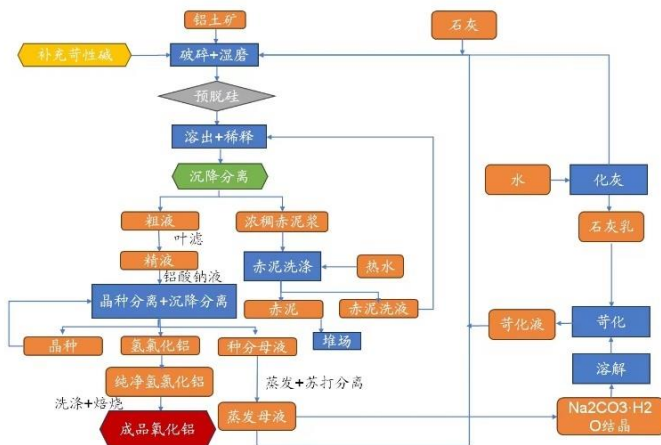 铝土矿
石灰
补充苛性碱
破碎+湿磨
预脱硅
溶出+稀释
沉降分离
水
化灰
粗液
浓稠赤泥浆
石灰乳
叶滤
精液
赤泥洗涤
热水
铝酸钠液
晶种分离+沉降分离
赤泥
赤泥洗液
苛化液
苛化
晶种
氢氧化铝
种分母液
堆场
溶解
纯净氢氧化铝
蒸发+苏打分离
洗涤+焙烧
成品氧化铝
蒸发母液
Na2CO3·H2
O结晶